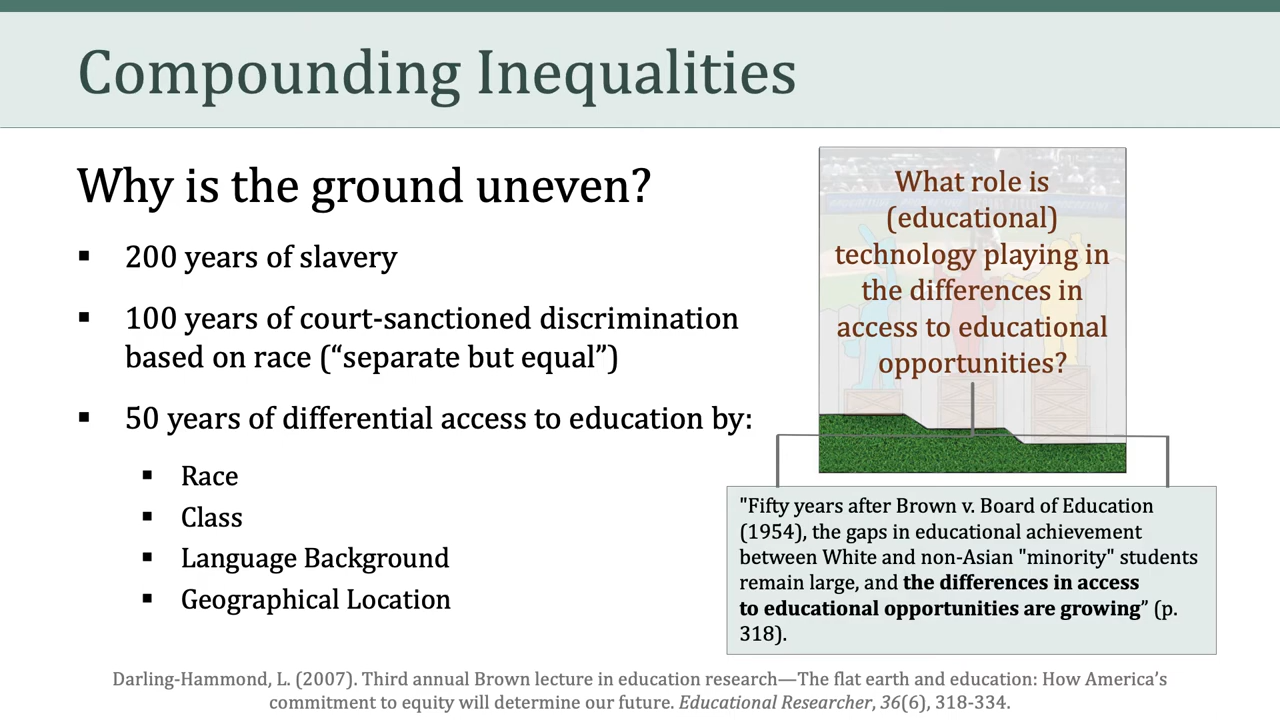 Compounding Inequalities
Why is the ground uneven?
▪ 200 years of slavery
▪ 100 years of court-sanctioned discrimination
based on race (“separate but equal”)
▪ 50 years of differential access to education by:
▪ Race
▪ Class
▪ Language Background
▪ Geographical Location
What role is
(educational)
technology playing in
the differences in
access to educational
opportunities?
"Fifty years after Brown v. Board of Education
(1954), the gaps in educational achievement
between White and non-Asian "minority" students
remain large, and the differences in access
to educational opportunities are growing” (p.
318).
Darling-Hammond, L. (2007). Third annual Brown lecture in education research—The flat earth and education: How America’s
commitment to equity will determine our future. Educational Researcher, 36(6), 318-334.